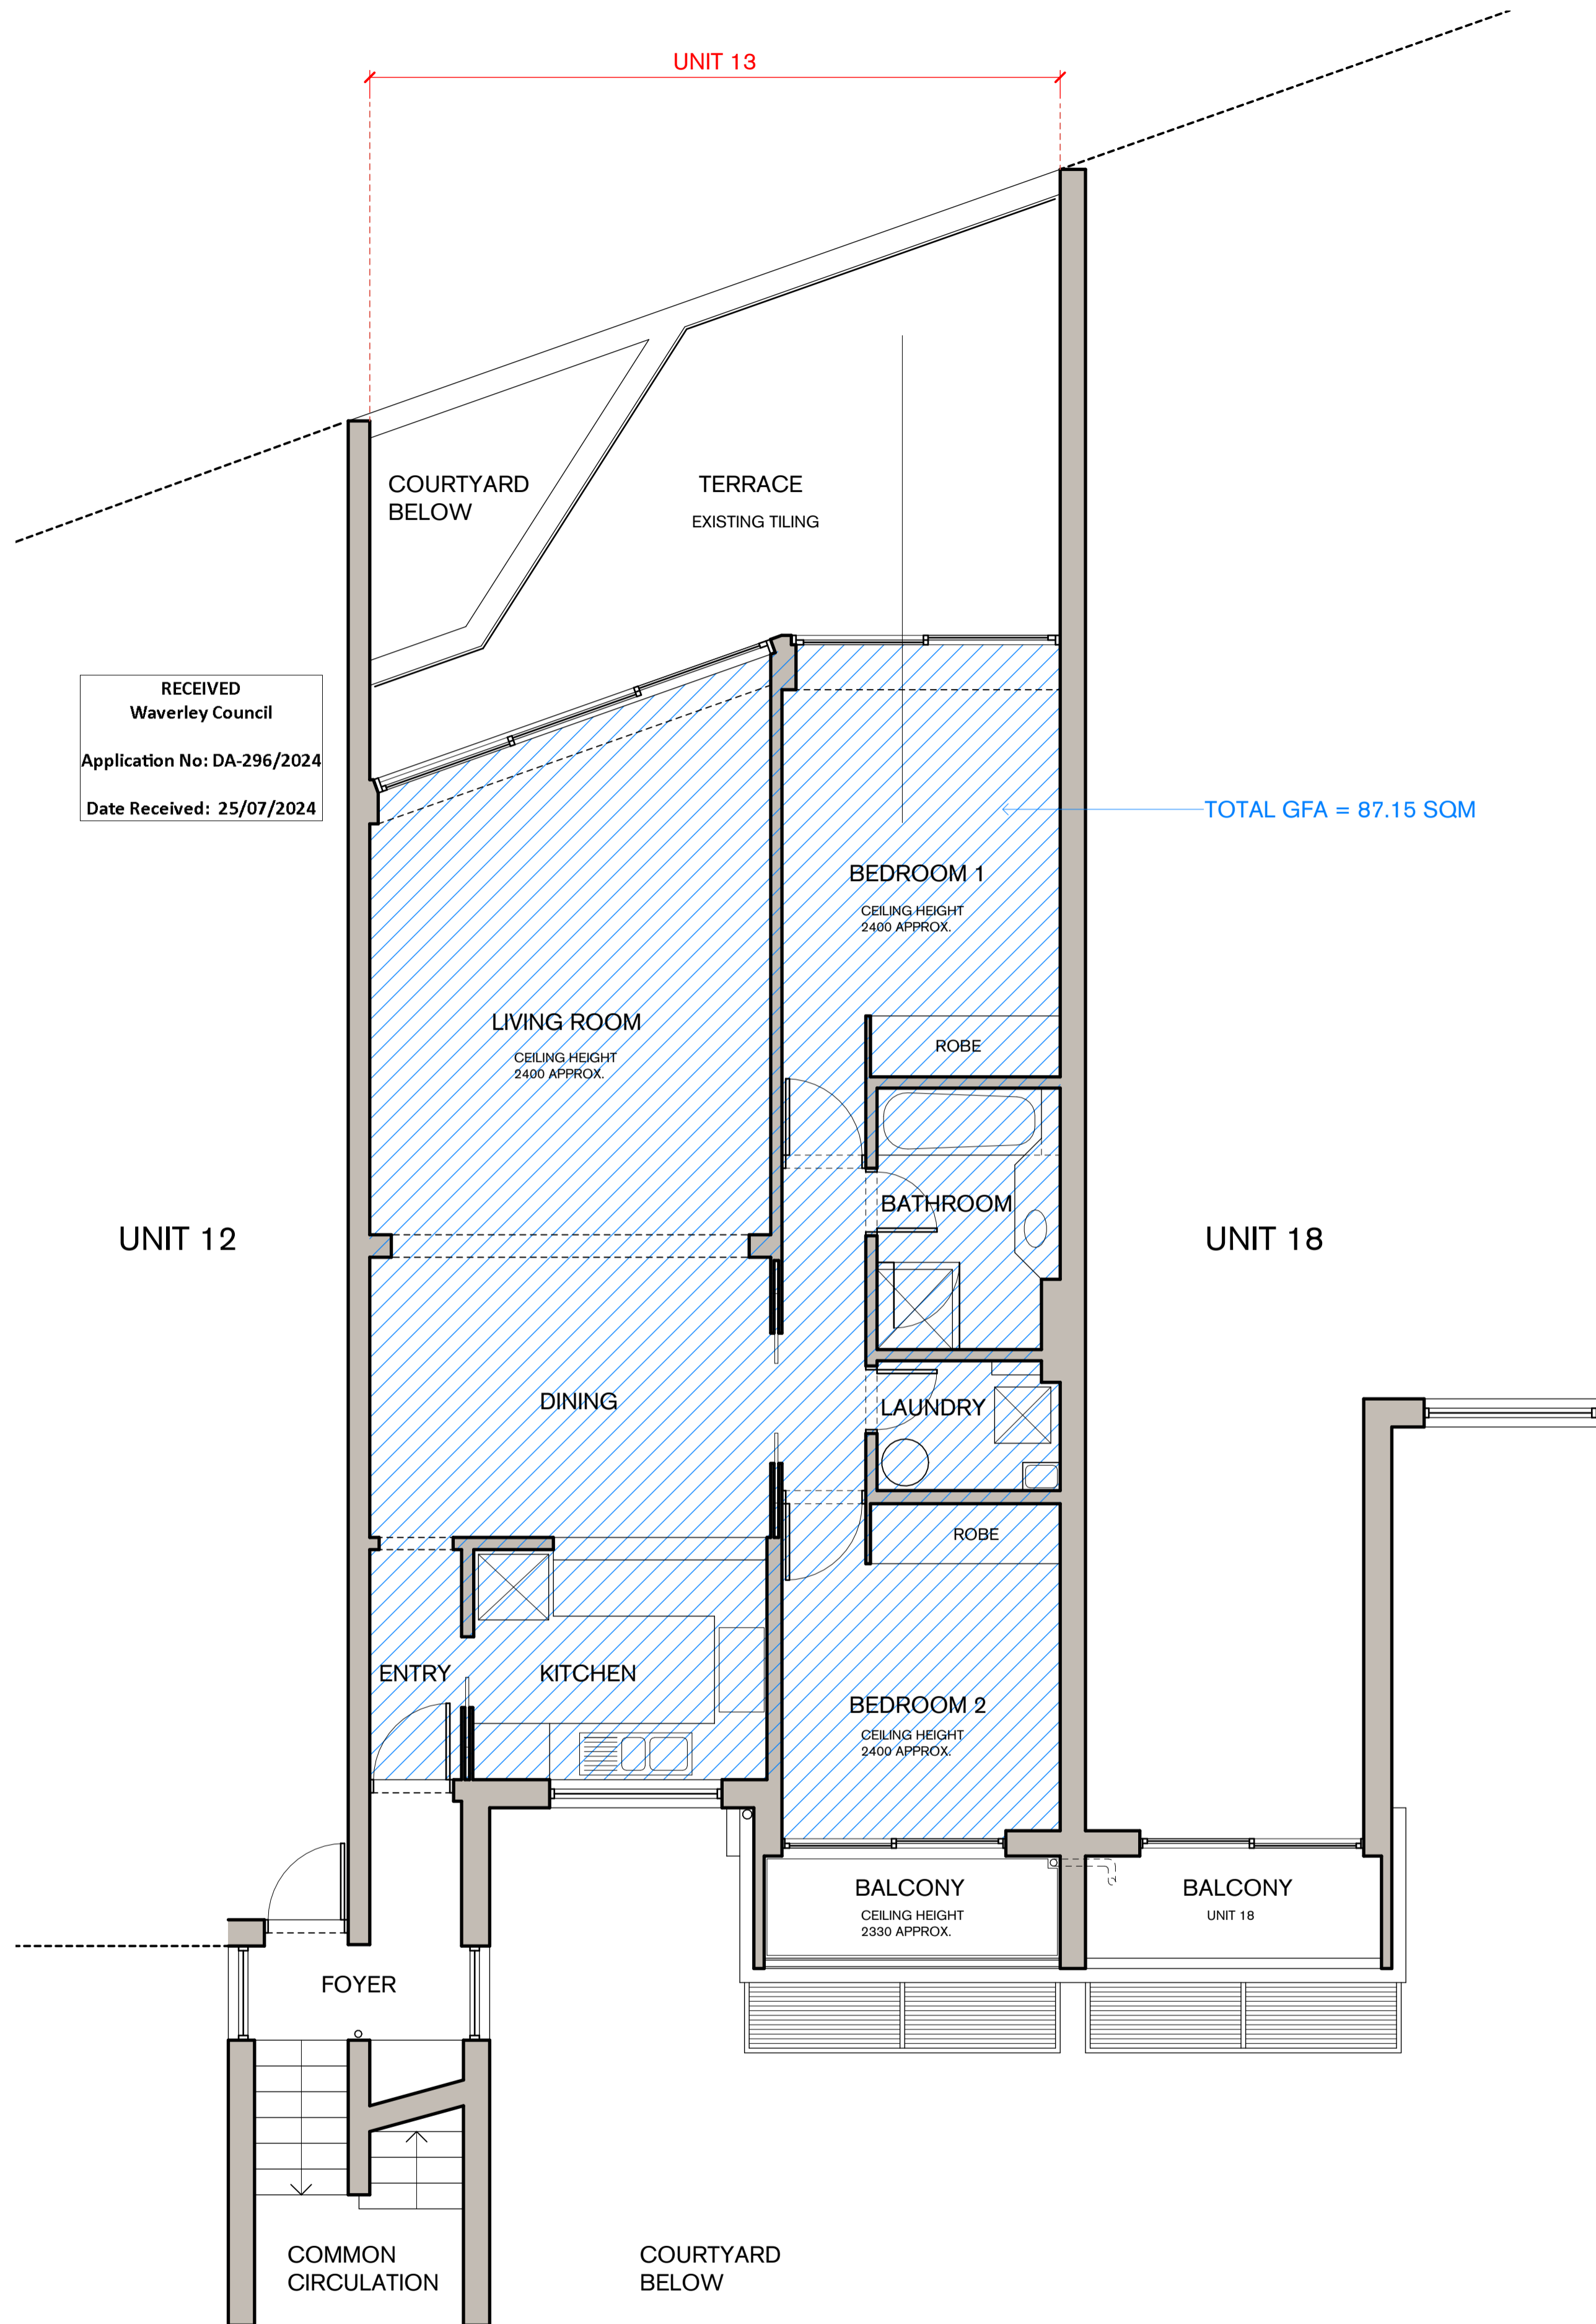 UNIT 13
COURTYARD
BELOW
TERRACE
EXISTING TILING
RECEIVED
Waverley Council
Application No: DA-296/2024
Date Received: 25/07/2024
TOTAL GFA = 87.15 SQM
BEDROOM 1
CEILING HEIGHT
2400 APPROX.
LIVING ROOM
CEILING HEIGHT
2400 APPROX.
ROBE
BATHROOM
UNIT 12
UNIT 18
DINING
LAUNDRY
ROBE
ENTRY
KITCHEN
BEDROOM 2
CEILING HEIGHT
2400 APPROX.
BALCONY
CEILING HEIGHT
2330 APPROX.
BALCONY
UNIT 18
FOYER
COMMON
CIRCULATION
COURTYARD
BELOW